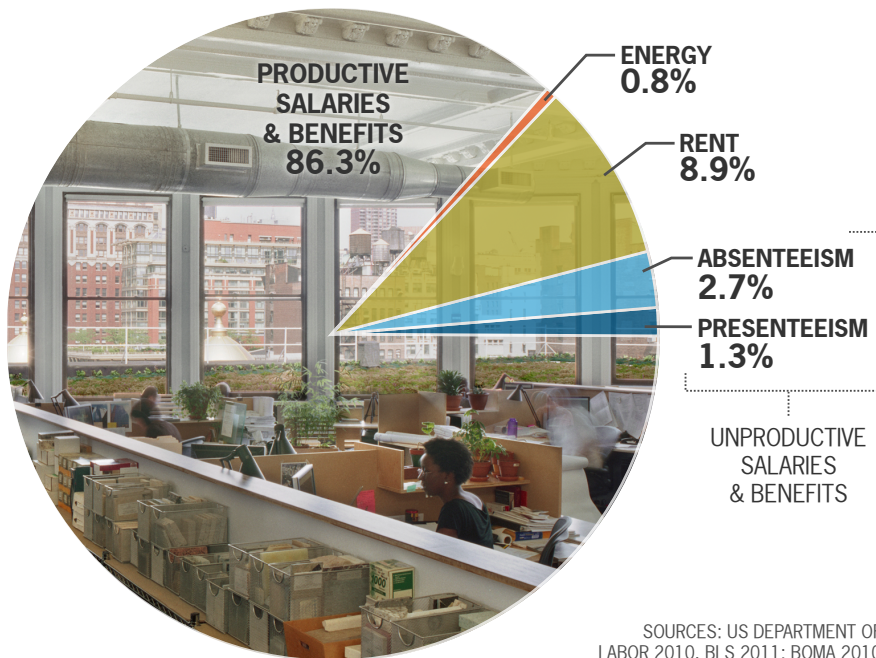 PRODUCTIVE
SALARIES
& BENEFITS
86.3%
ENERGY
0.8%
RENT
8.9%
ABSENTEEISM
2.7%
PRESENTEEISM
1.3%
UNPRODUCTIVE
SALARIES
& BENEFITS
SOURCES: US DEPARTMENT OF
LABOR 2010, BLS 2011; BOMA 2010